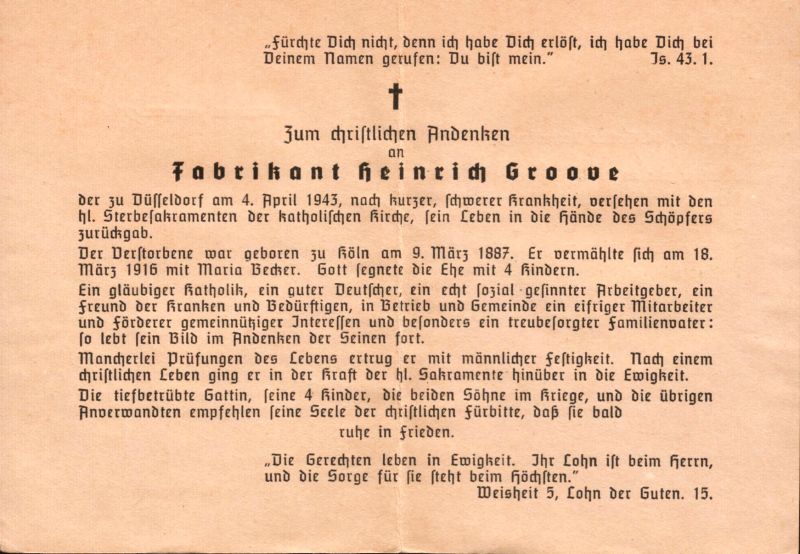 „Fürchte Dich nicht, denn ich habe Dich erlöst, ich habe Dich bei
Deinem Namen gerufen: Du bist mein.” Is. 43. 1.
Zum christlichen Andenken
an
Fabrikant Heinrich Groove
der zu Düsseldorf am 4. April 1943, nach kurzer, schwerer Krankheit, versehen mit den
hl. Sterbesakramenten der katholischen Kirche, sein Leben in die Hände des Schöpfers
zurückgab.
Der Verstorbene war geboren zu Köln am 9. März 1887. Er vermählte sich am 18.
März 1916 mit Maria Becker. Gott segnete die Ehe mit 4 Kindern.
Ein gläubiger Katholik, ein guter Deutscher, ein echt sozial gesinnter Arbeitgeber, ein
Freund der Kranken und Bedürftigen, in Betrieb und Gemeinde ein eifriger Mitarbeiter
und Förderer gemeinnütziger Interessen und besonders ein treubesorgter Familienvater:
so lebt sein Bild im Andenken der Seinen fort.
Mancherlei Prüfungen des Lebens ertrug er mit männlicher Festigkeit. Nach einem
christlichen Leben ging er in der Kraft der hl. Sakramente hinüber in die Ewigkeit.
Die tiefbetrübte Gattin, seine 4 Kinder, die beiden Söhne im Kriege, und die übrigen
Anverwandten empfehlen seine Seele der christlichen Fürbitte, daß sie bald
ruhe in Frieden.
„Die Gerechten leben in Ewigkeit. Ihr Lohn ist beim Herrn,
und die Sorge für sie steht beim Höchsten.”
Weisheit 5, Lohn der Guten. 15.